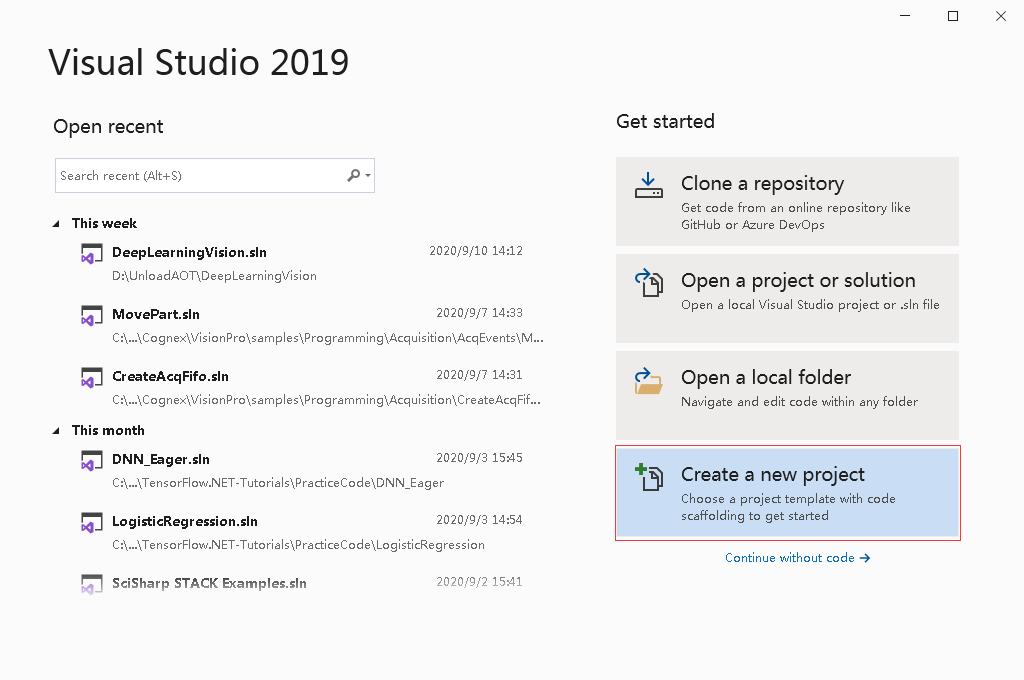 Visual Studio 2019
Open recent
Search recent (Alt+S)
This week
DeepLearningVision.sln 2020/9/10 14:12
D:\UnloadAOT\DeepLearningVision
MovePart.sln 2020/9/7 14:33
C:\...\Cognex\VisionPro\samples\Programming\Acquisition\AcqEvents\M...
CreateAcqFifo.sln 2020/9/7 14:31
C:\...\Cognex\VisionPro\samples\Programming\Acquisition\CreateAcqFif...
This month
DNN_Eager.sln 2020/9/3 15:45
C:\...\TensorFlow.NET-Tutorials\PracticeCode\DNN_Eager
LogisticRegression.sln 2020/9/3 14:54
C:\...\TensorFlow.NET-Tutorials\PracticeCode\LogisticRegression
SciSharp STACK Examples.sln 2020/9/2 15:41
Get started
Clone a repository
Get code from an online repository like
GitHub or Azure DevOps
Open a project or solution
Open a local Visual Studio project or .sln file
Open a local folder
Navigate and edit code within any folder
Create a new project
Choose a project template with code
scaffolding to get started
Continue without code →